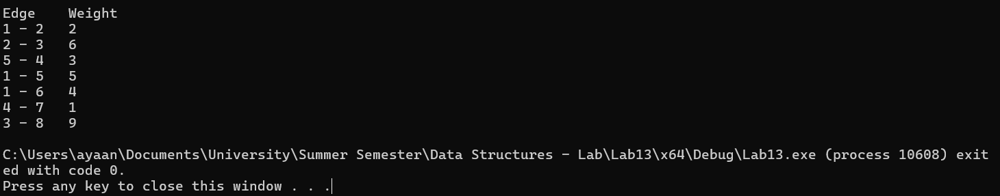 Edge    Weight
1 - 2   2
2 - 3   6
5 - 4   3
1 - 5   5
1 - 6   4
4 - 7   1
3 - 8   9
C:\Users\ayaan\Documents\University\Summer Semester\Data Structures - Lab\Lab13\x64\Debug\Lab13.exe (process 10608) exit
ed with code 0.
Press any key to close this window . . .